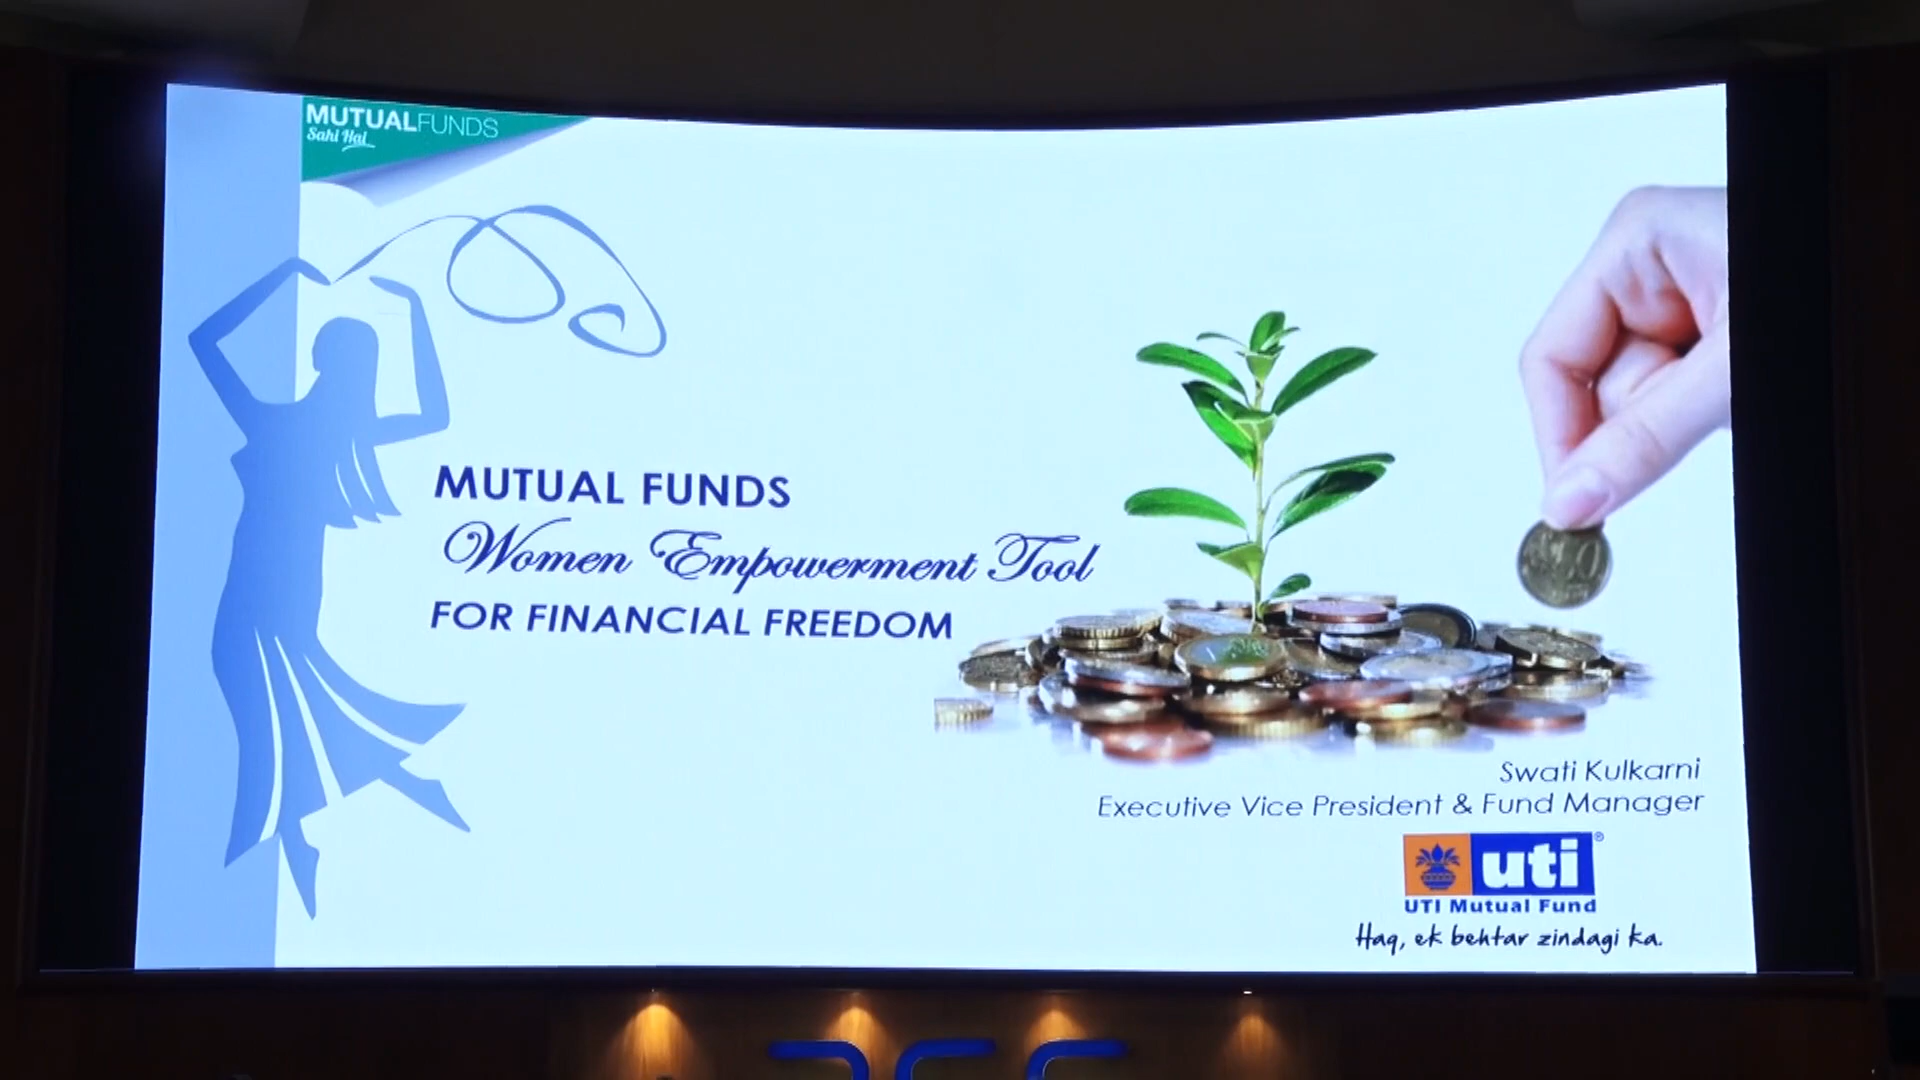 MUTUALFUNDS
Sahi Hai
MUTUAL FUNDS
Women Empowerment Tool
FOR FINANCIAL FREEDOM
Swati Kulkarni
Executive Vice President & Fund Manager
uti®
UTI Mutual Fund
Haq, ek behtar zindagi ka.